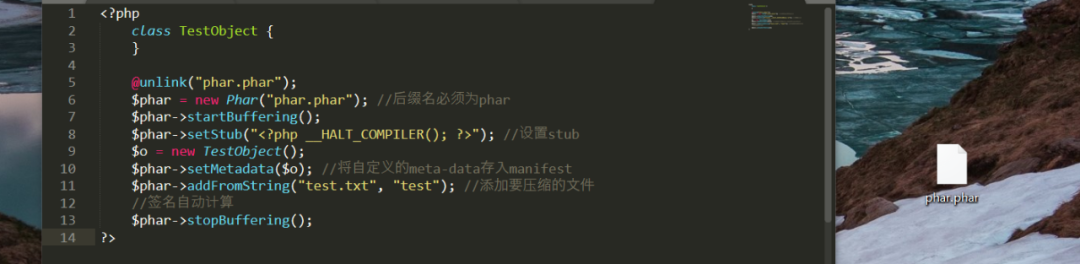 1 <?php
2 class TestObject {
3 }
4
5 @unlink("phar.phar");
6 $phar = new Phar("phar.phar"); //后缀名必须为phar
7 $phar->startBuffering();
8 $phar->setStub("<?php __HALT_COMPILER(); ?>"); //设置stub
9 $o = new TestObject();
10 $phar->setMetadata($o); //将自定义的meta-data存入manifest
11 $phar->addFromString("test.txt", "test"); //添加要压缩的文件
12 //签名自动计算
13 $phar->stopBuffering();
14 ?>
phar.phar